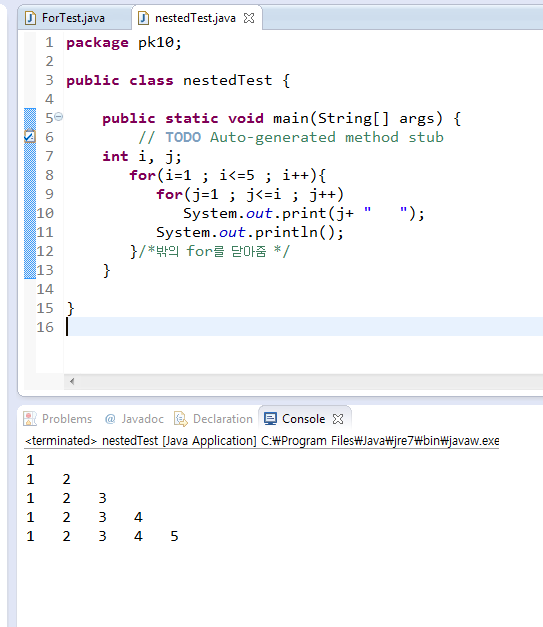 ForTest.java nestedTest.java
1 package pk10;
2
3 public class nestedTest {
4
5 public static void main(String[] args) {
6 // TODO Auto-generated method stub
7 int i, j;
8 for(i=1 ; i<=5 ; i++){
9 for(j=1 ; j<=i ; j++)
10 System.out.print(j+ "   ");
11 System.out.println();
12 }/*밖의 for를 닫아줌 */
13 }
14
15 }
16
Problems @ Javadoc Declaration Console
<terminated> nestedTest [Java Application] C:₩Program Files₩Java₩jre7₩bin₩javaw.exe
1
1 2
1 2 3
1 2 3 4
1 2 3 4 5